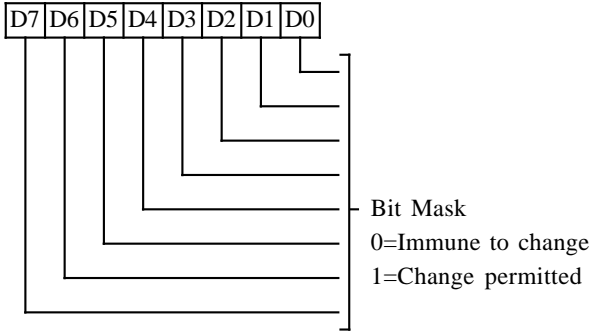 D7 D6 D5 D4 D3 D2 D1 D0
Bit Mask
0=Immune to change
1=Change permitted